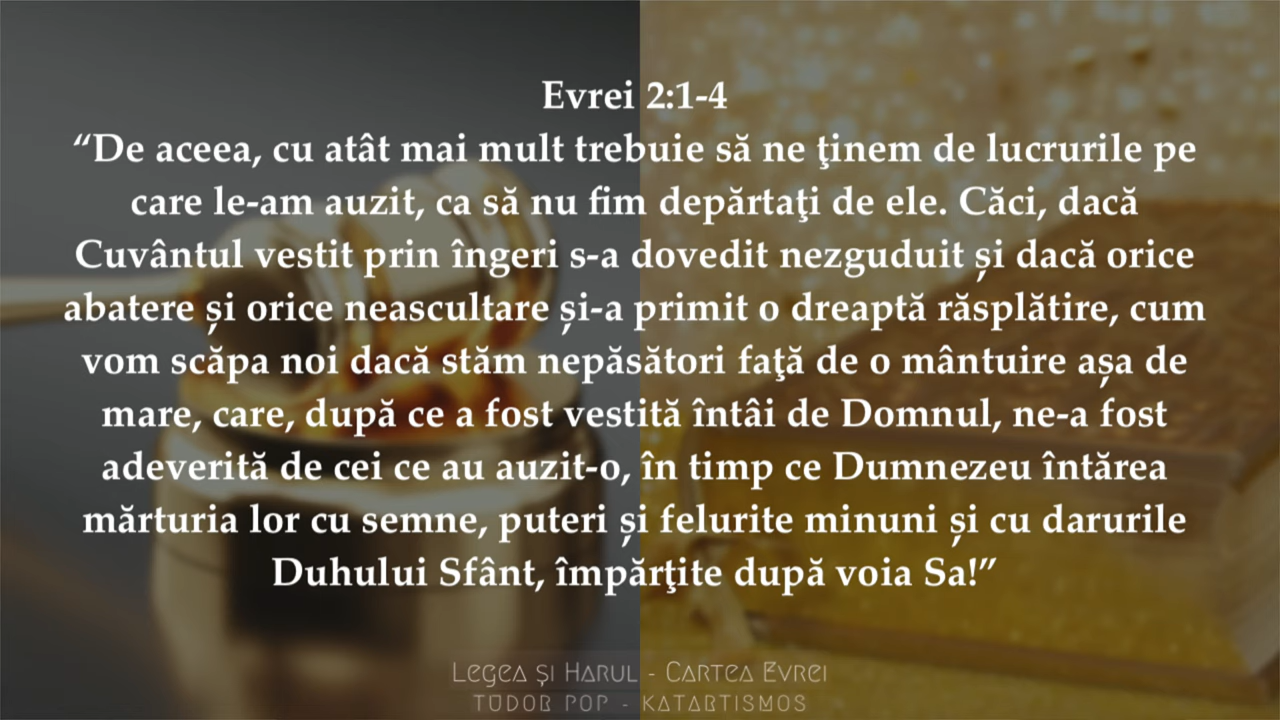 Evrei 2:1-4
“De aceea, cu atât mai mult trebuie să ne ţinem de lucrurile pe
care le-am auzit, ca să nu fim depărtaţi de ele. Căci, dacă
Cuvântul vestit prin îngeri s-a dovedit nezguduit și dacă orice
abatere și orice neascultare și-a primit o dreaptă răsplătire, cum
vom scăpa noi dacă stăm nepăsători faţă de o mântuire așa de
mare, care, după ce a fost vestită întâi de Domnul, ne-a fost
adeverită de cei ce au auzit-o, în timp ce Dumnezeu întărea
mărturia lor cu semne, puteri și felurite minuni și cu darurile
Duhului Sfânt, împărţite după voia Sa!”
Legea și Harul - Cartea Evrei
TUDOR POP - KATARTISMOS